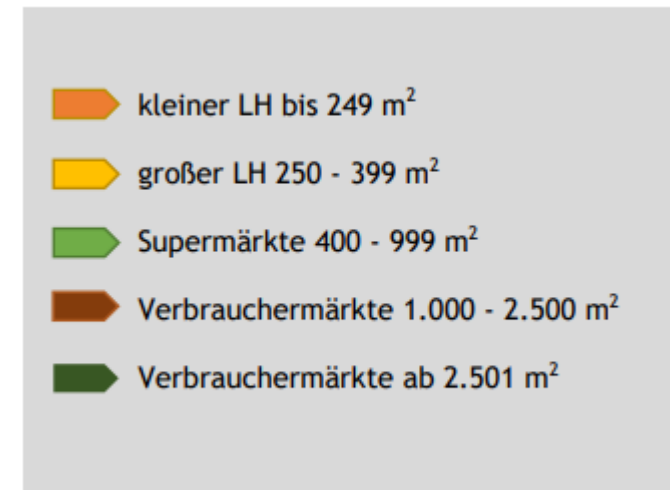 kleiner LH bis 249 m²
großer LH 250 - 399 m²
Supermärkte 400 - 999 m²
Verbrauchermärkte 1.000 - 2.500 m²
Verbrauchermärkte ab 2.501 m²